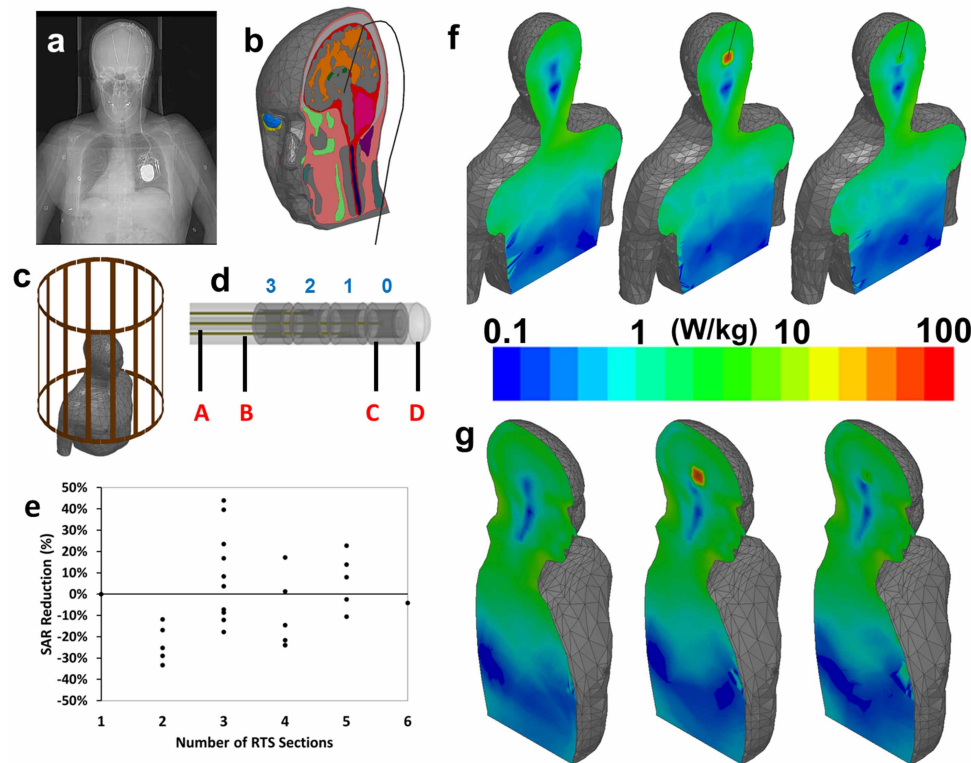 a
b
c
d
3 2 1 0
A B C D
e
50%
40%
30%
20%
10%
0%
-10%
-20%
-30%
-40%
-50%
SAR Reduction (%)
1 2 3 4 5 6
Number of RTS Sections
f
0.1 1 (W/kg) 10 100
g